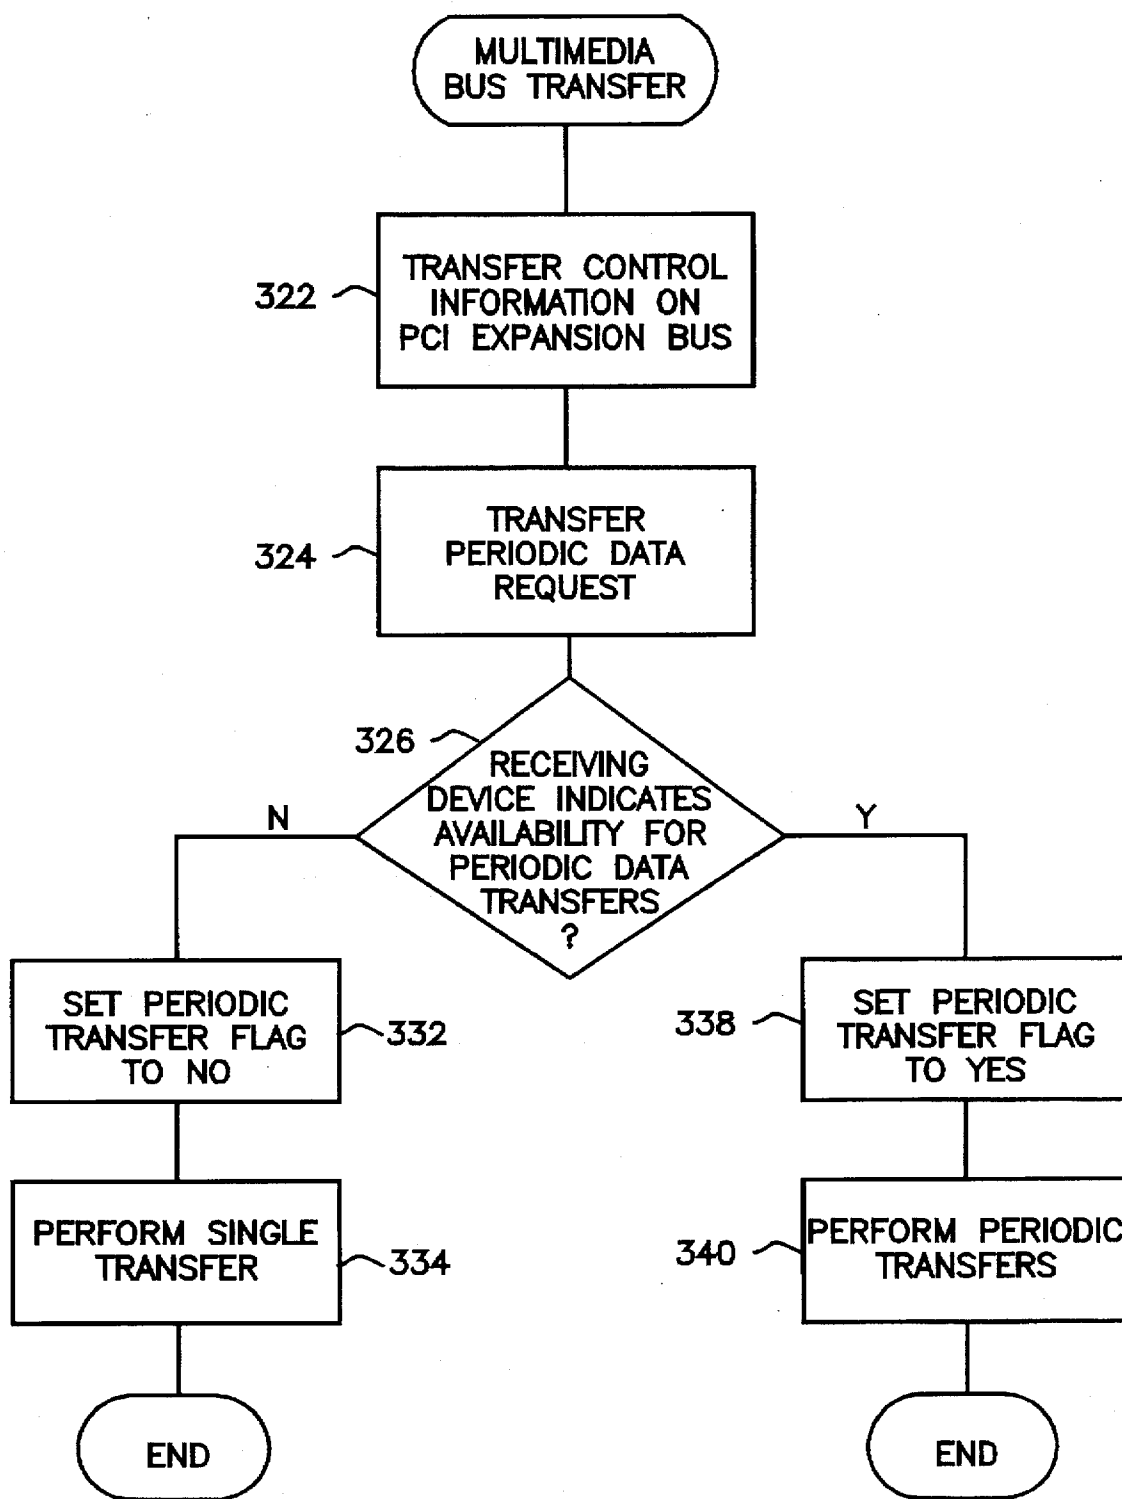 MULTIMEDIA
BUS TRANSFER
TRANSFER CONTROL
INFORMATION ON
PCI EXPANSION BUS
322
TRANSFER
PERIODIC DATA
REQUEST
324
326
RECEIVING
DEVICE INDICATES
AVAILABILITY FOR
PERIODIC DATA
TRANSFERS
?
N
Y
SET PERIODIC
TRANSFER FLAG
TO NO
332
338
SET PERIODIC
TRANSFER FLAG
TO YES
PERFORM SINGLE
TRANSFER
334
340
PERFORM PERIODIC
TRANSFERS
END
END